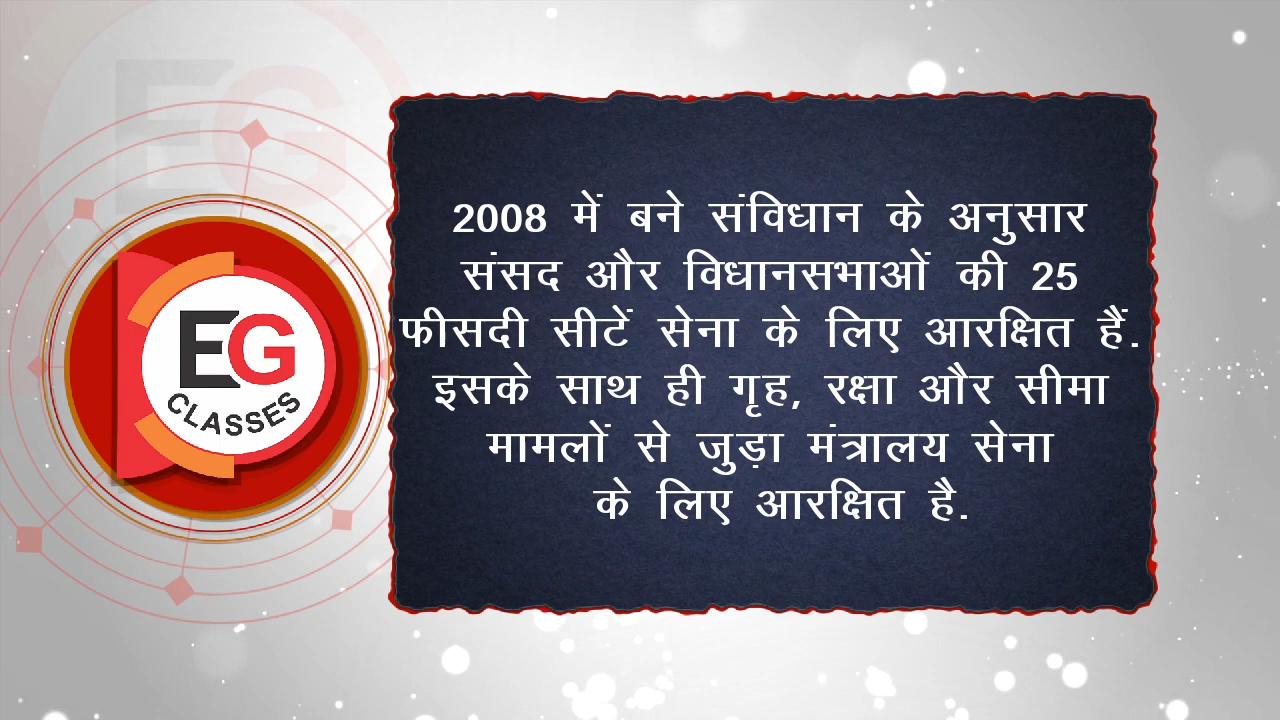 EG
CLASSES
2008 में बने संविधान के अनुसार
संसद और विधानसभाओं की 25
फीसदी सीटें सेना के लिए आरक्षित हैं.
इसके साथ ही गृह, रक्षा और सीमा
मामलों से जुड़ा मंत्रालय सेना
के लिए आरक्षित है.